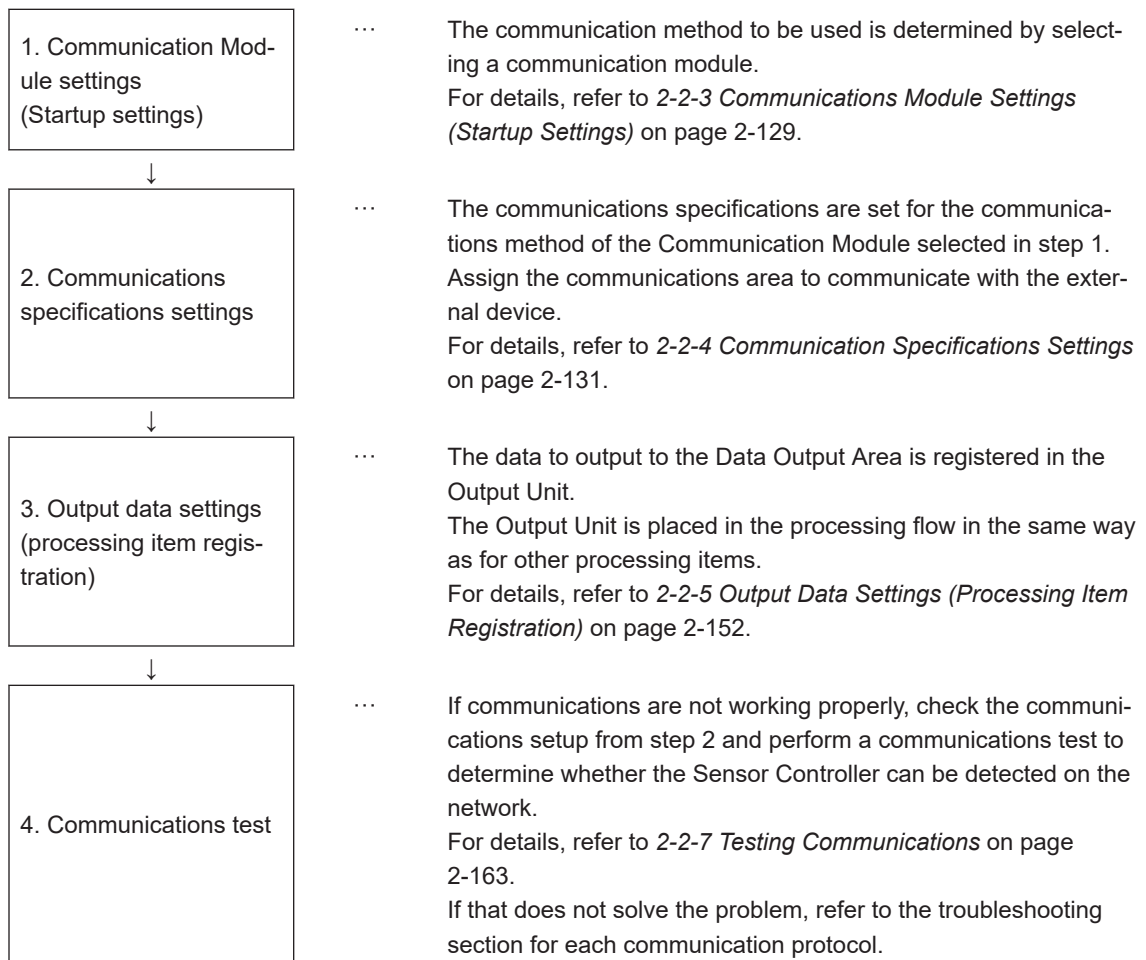 1. Communication Mod-
ule settings
(Startup settings)
… The communication method to be used is determined by select-
ing a communication module.
For details, refer to 2-2-3 Communications Module Settings
(Startup Settings) on page 2-129.
↓
2. Communications
specifications settings
… The communications specifications are set for the communica-
tions method of the Communication Module selected in step 1.
Assign the communications area to communicate with the exter-
nal device.
For details, refer to 2-2-4 Communication Specifications Settings
on page 2-131.
↓
3. Output data settings
(processing item regis-
tration)
… The data to output to the Data Output Area is registered in the
Output Unit.
The Output Unit is placed in the processing flow in the same way
as for other processing items.
For details, refer to 2-2-5 Output Data Settings (Processing Item
Registration) on page 2-152.
↓
4. Communications test
… If communications are not working properly, check the communi-
cations setup from step 2 and perform a communications test to
determine whether the Sensor Controller can be detected on the
network.
For details, refer to 2-2-7 Testing Communications on page
2-163.
If that does not solve the problem, refer to the troubleshooting
section for each communication protocol.